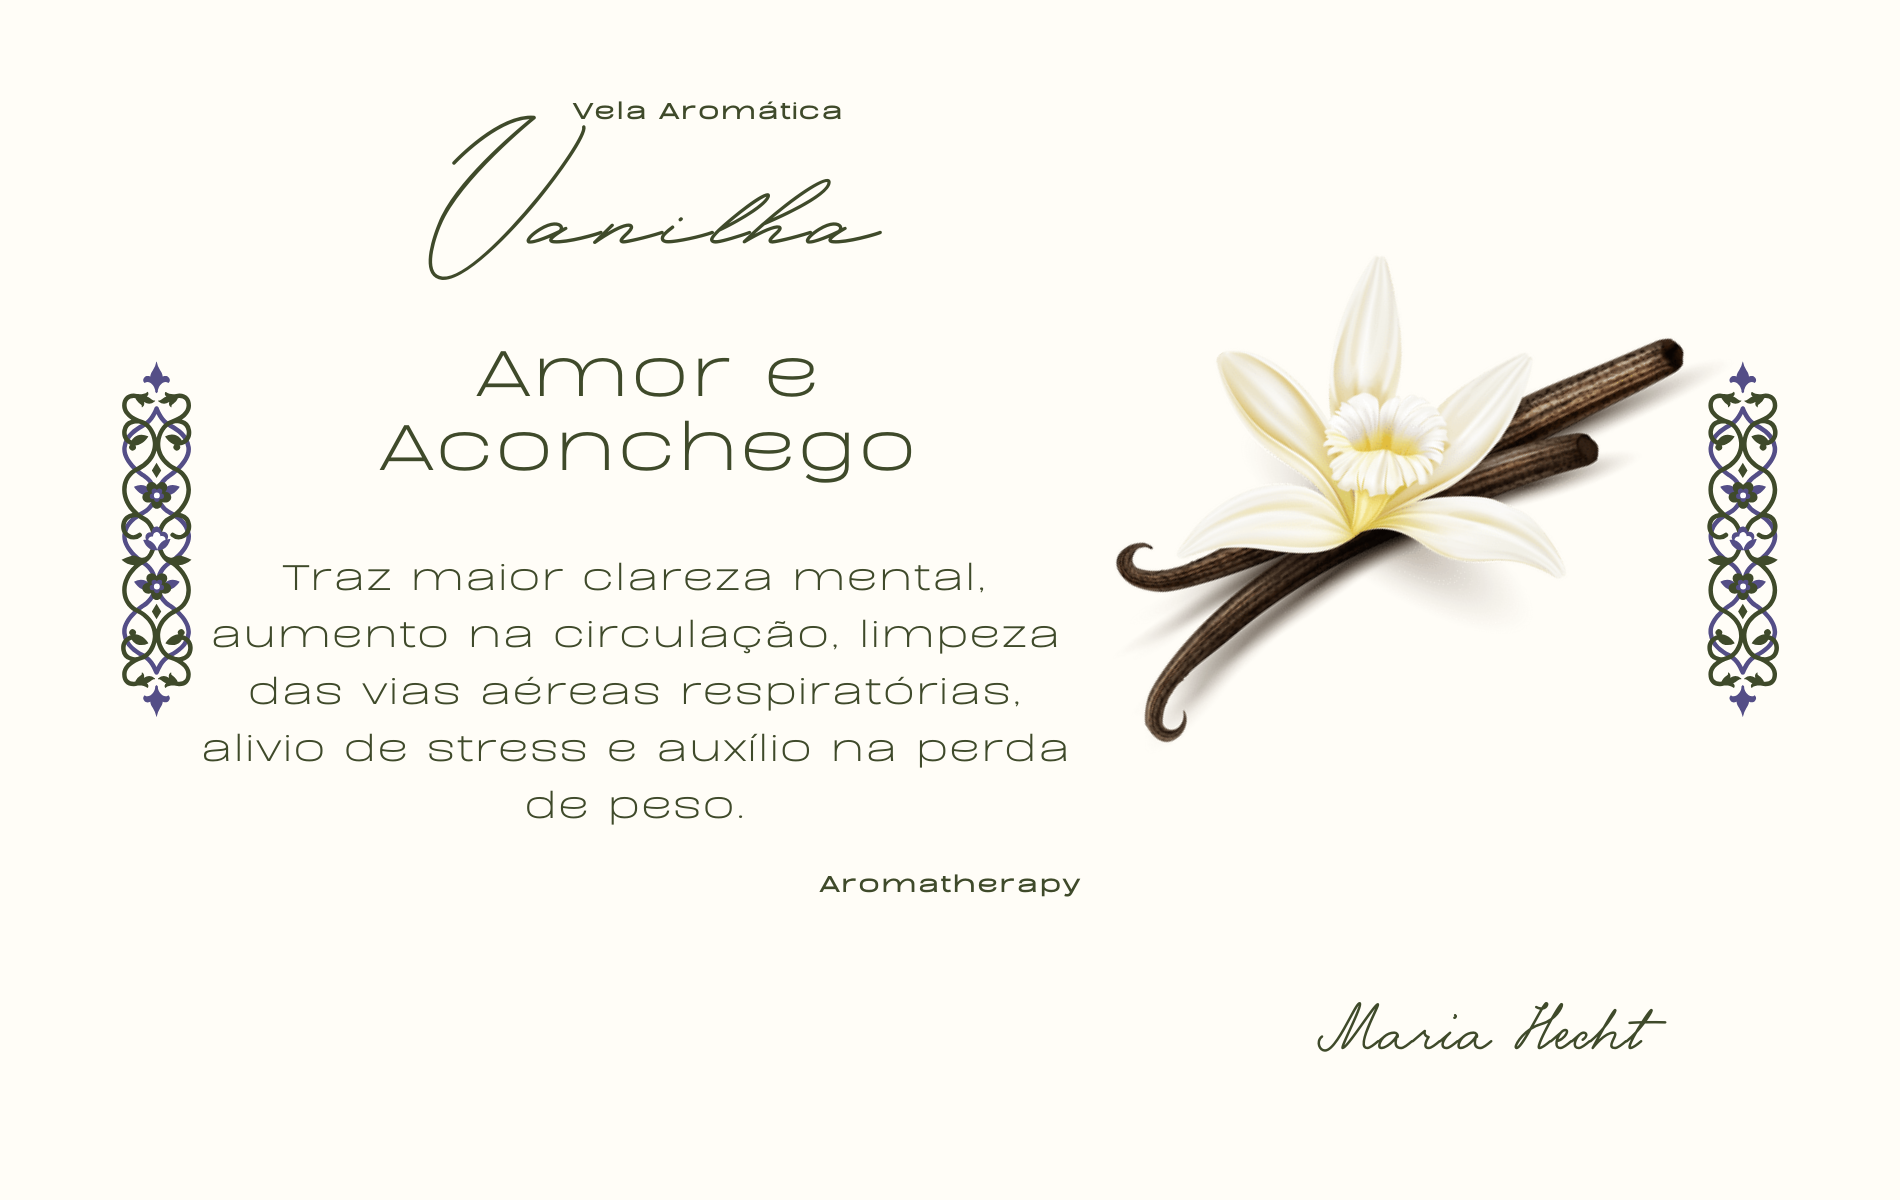 Vela Aromática
Vanilha
Amor e
Aconchego
Traz maior clareza mental,
aumento na circulação, limpeza
das vias aéreas respiratórias,
alivio de stress e auxílio na perda
de peso.
Aromatherapy
Maria Hecht